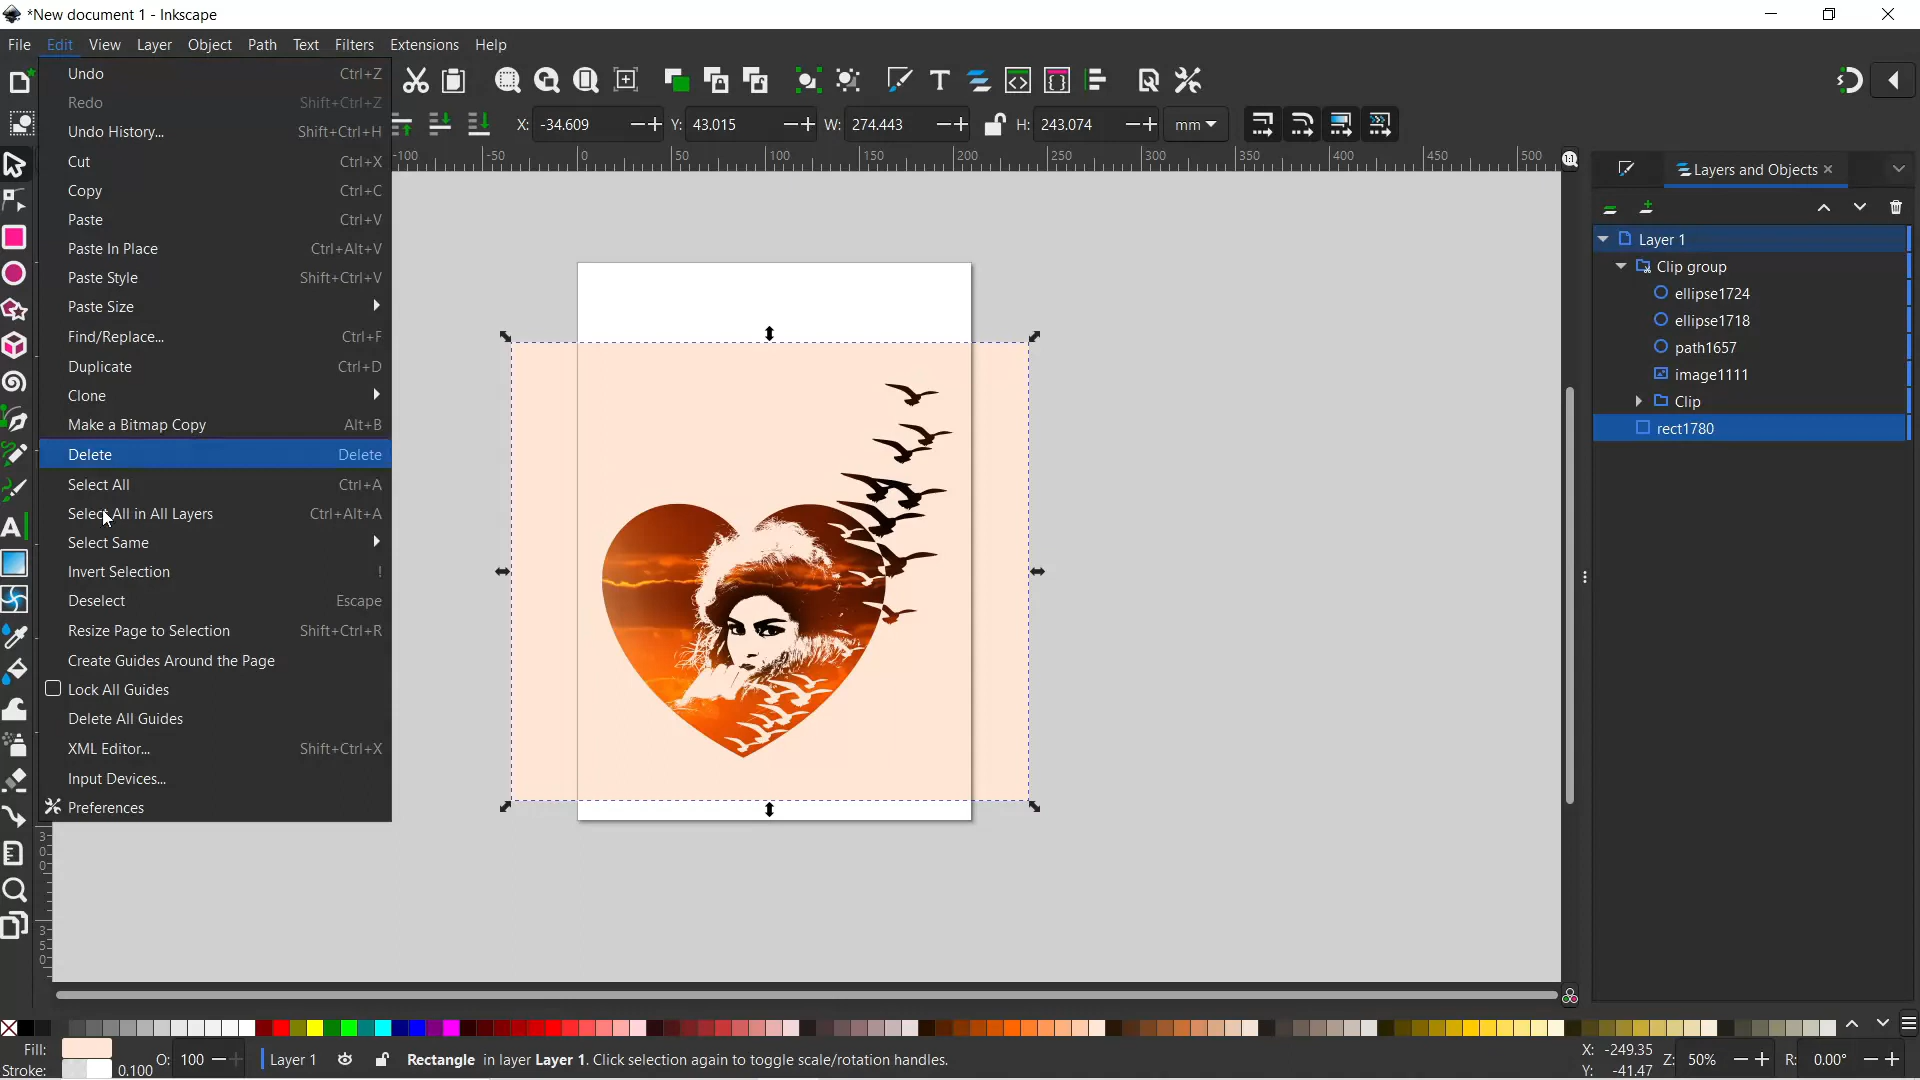 *New document 1 - Inkscape
File Edit View Layer Object Path Text Filters Extensions Help
Undo Ctrl+Z
Redo Shift+Ctrl+Z
Undo History... Shift+Ctrl+H
Cut Ctrl+X
Copy Ctrl+C
Paste Ctrl+V
Paste In Place Ctrl+Alt+V
Paste Style Shift+Ctrl+V
Paste Size
Find/Replace... Ctrl+F
Duplicate Ctrl+D
Clone
Make a Bitmap Copy Alt+B
Delete Delete
Select All Ctrl+A
Select All in All Layers Ctrl+Alt+A
Select Same
Invert Selection !
Deselect Escape
Resize Page to Selection Shift+Ctrl+R
Create Guides Around the Page
Lock All Guides
Delete All Guides
XML Editor... Shift+Ctrl+X
Input Devices...
Preferences
X: -34.609 Y: 43.015 W: 274.443 H: 243.074 mm
-100 -50 0 50 100 150 200 250 300 350 400 450 500
1:1
300
350
Layers and Objects
Layer 1
Clip group
ellipse1724
ellipse1718
path1657
image1111
Clip
rect1780
Fill:
Stroke: 0.100
O: 100
Layer 1
Rectangle in layer Layer 1. Click selection again to toggle scale/rotation handles.
X: -249.35
Y: -41.47
Z: 50%
R: 0.00°